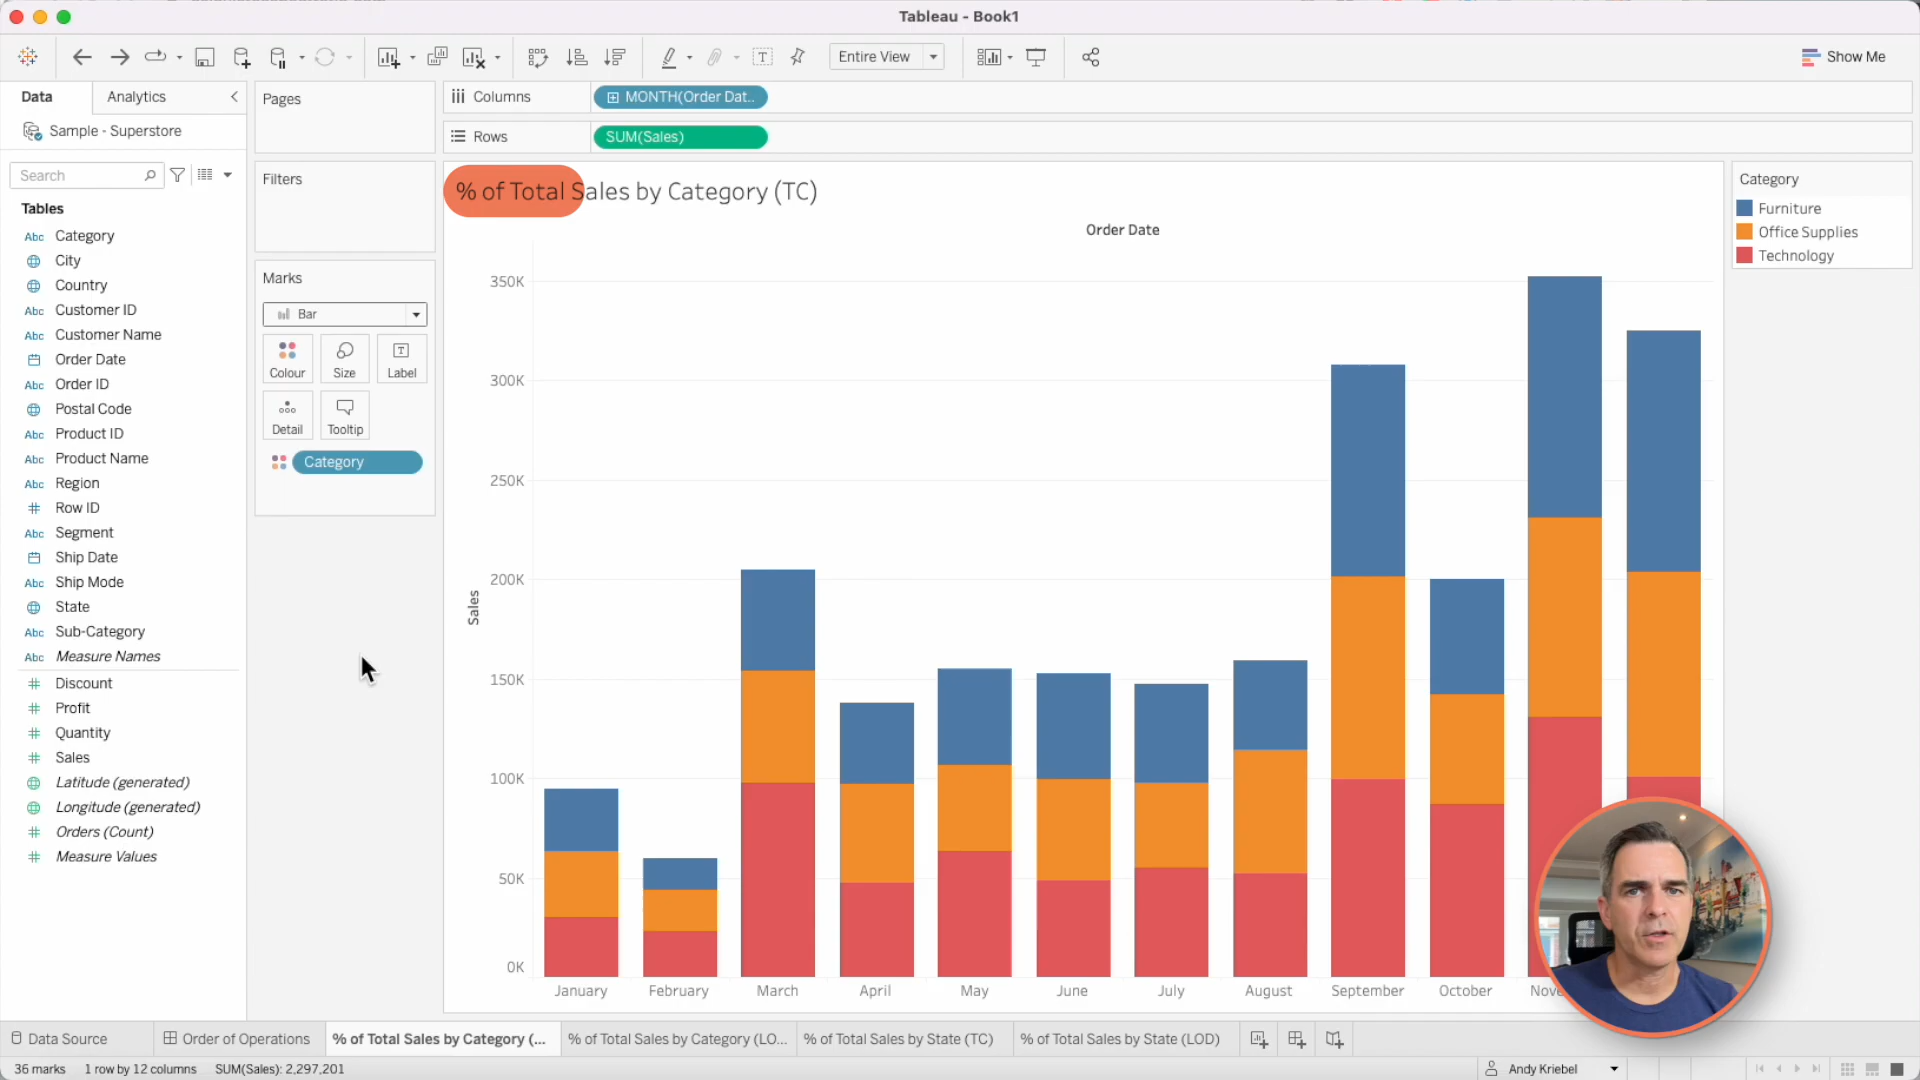 Tableau - Book1
Entire View
Show Me
Data
Analytics
Sample - Superstore
Search
Tables
Category
City
Country
Customer ID
Customer Name
Order Date
Order ID
Postal Code
Product ID
Product Name
Region
Row ID
Segment
Ship Date
Ship Mode
State
Sub-Category
Measure Names
Discount
Profit
Quantity
Sales
Latitude (generated)
Longitude (generated)
Orders (Count)
Measure Values
Pages
Filters
Marks
Bar
Colour
Size
Label
Detail
Tooltip
Category
Columns
MONTH(Order Dat..
Rows
SUM(Sales)
% of Total Sales by Category (TC)
Order Date
350K
300K
250K
200K
150K
100K
50K
0K
Sales
January
February
March
April
May
June
July
August
September
October
Category
Furniture
Office Supplies
Technology
Data Source
Order of Operations
% of Total Sales by Category (...
% of Total Sales by Category (LO...
% of Total Sales by State (TC)
% of Total Sales by State (LOD)
36 marks
1 row by 12 columns
SUM(Sales): 2,297,201
Andy Kriebel